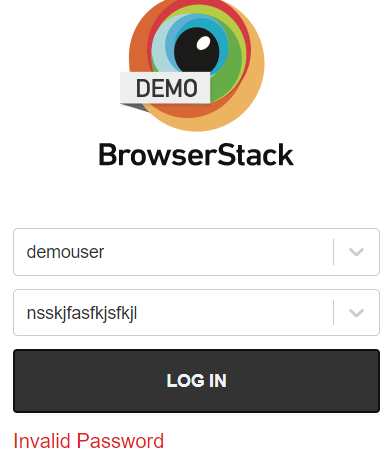 DEMO
BrowserStack
demouser
nsskjfasfkjsfkjl
LOG IN
Invalid Password